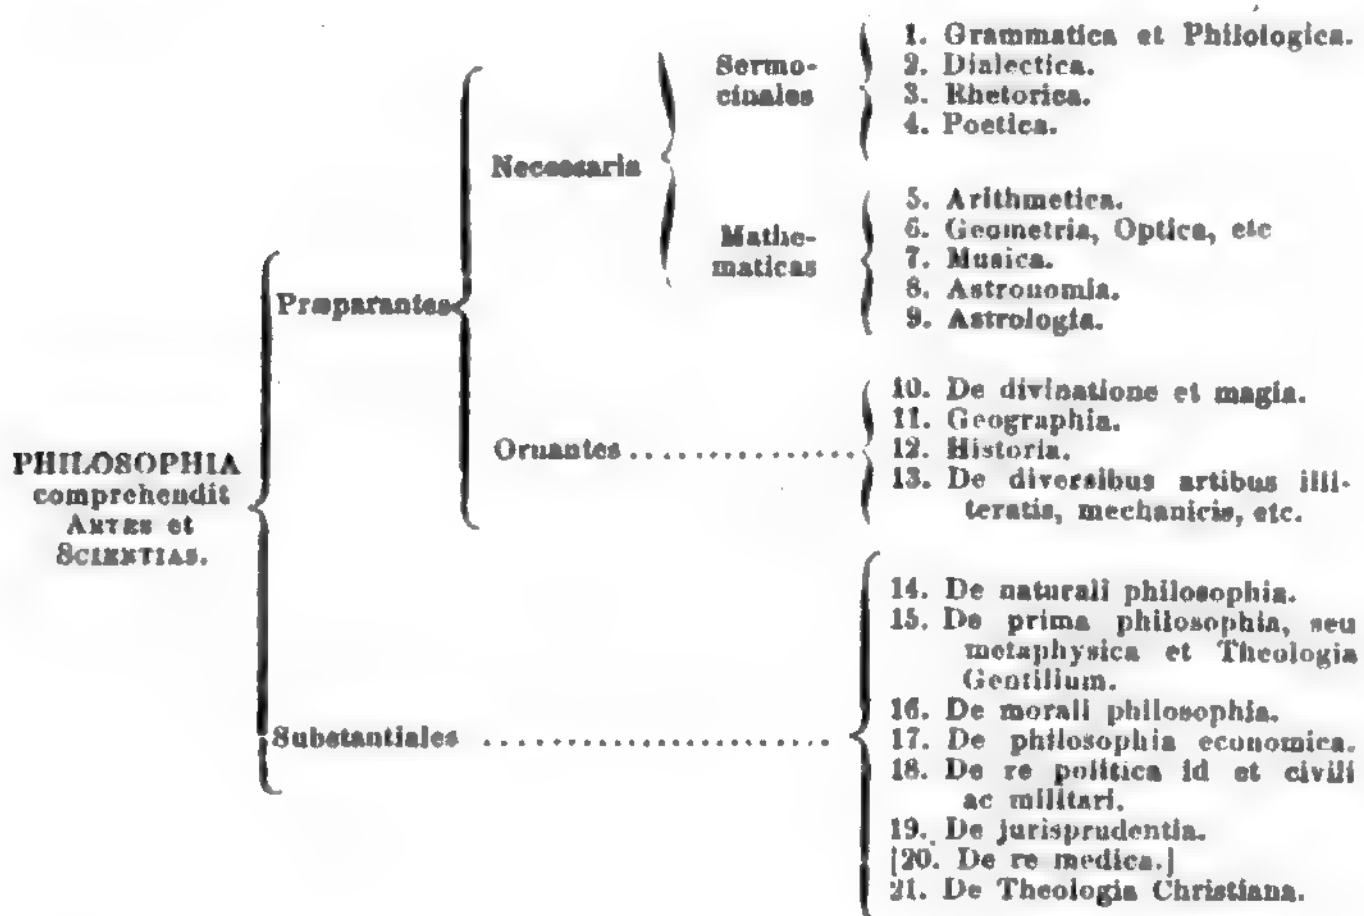 PHILOSOPHIA
comprehendit
ARTES et
SCIENTIAS.
Præparantes
Necessaria
Sermo-
cinales
1. Grammatica et Philologica.
2. Dialectica.
3. Rhetorica.
4. Poetica.
Mathe-
maticas
5. Arithmetica.
6. Geometria, Optica, etc
7. Musica.
8. Astronomia.
9. Astrologia.
Ornantes ..............
10. De divinatione et magia.
11. Geographia.
12. Historia.
13. De diversibus artibus illi-
teratis, mechanicis, etc.
Substantiales ......................
14. De naturali philosophia.
15. De prima philosophia, seu
metaphysica et Theologia
Gentilium.
16. De morali philosophia.
17. De philosophia economica.
18. De re politica id et civili
ac militari.
19. De jurisprudentia.
[20. De re medica.]
21. De Theologia Christiana.